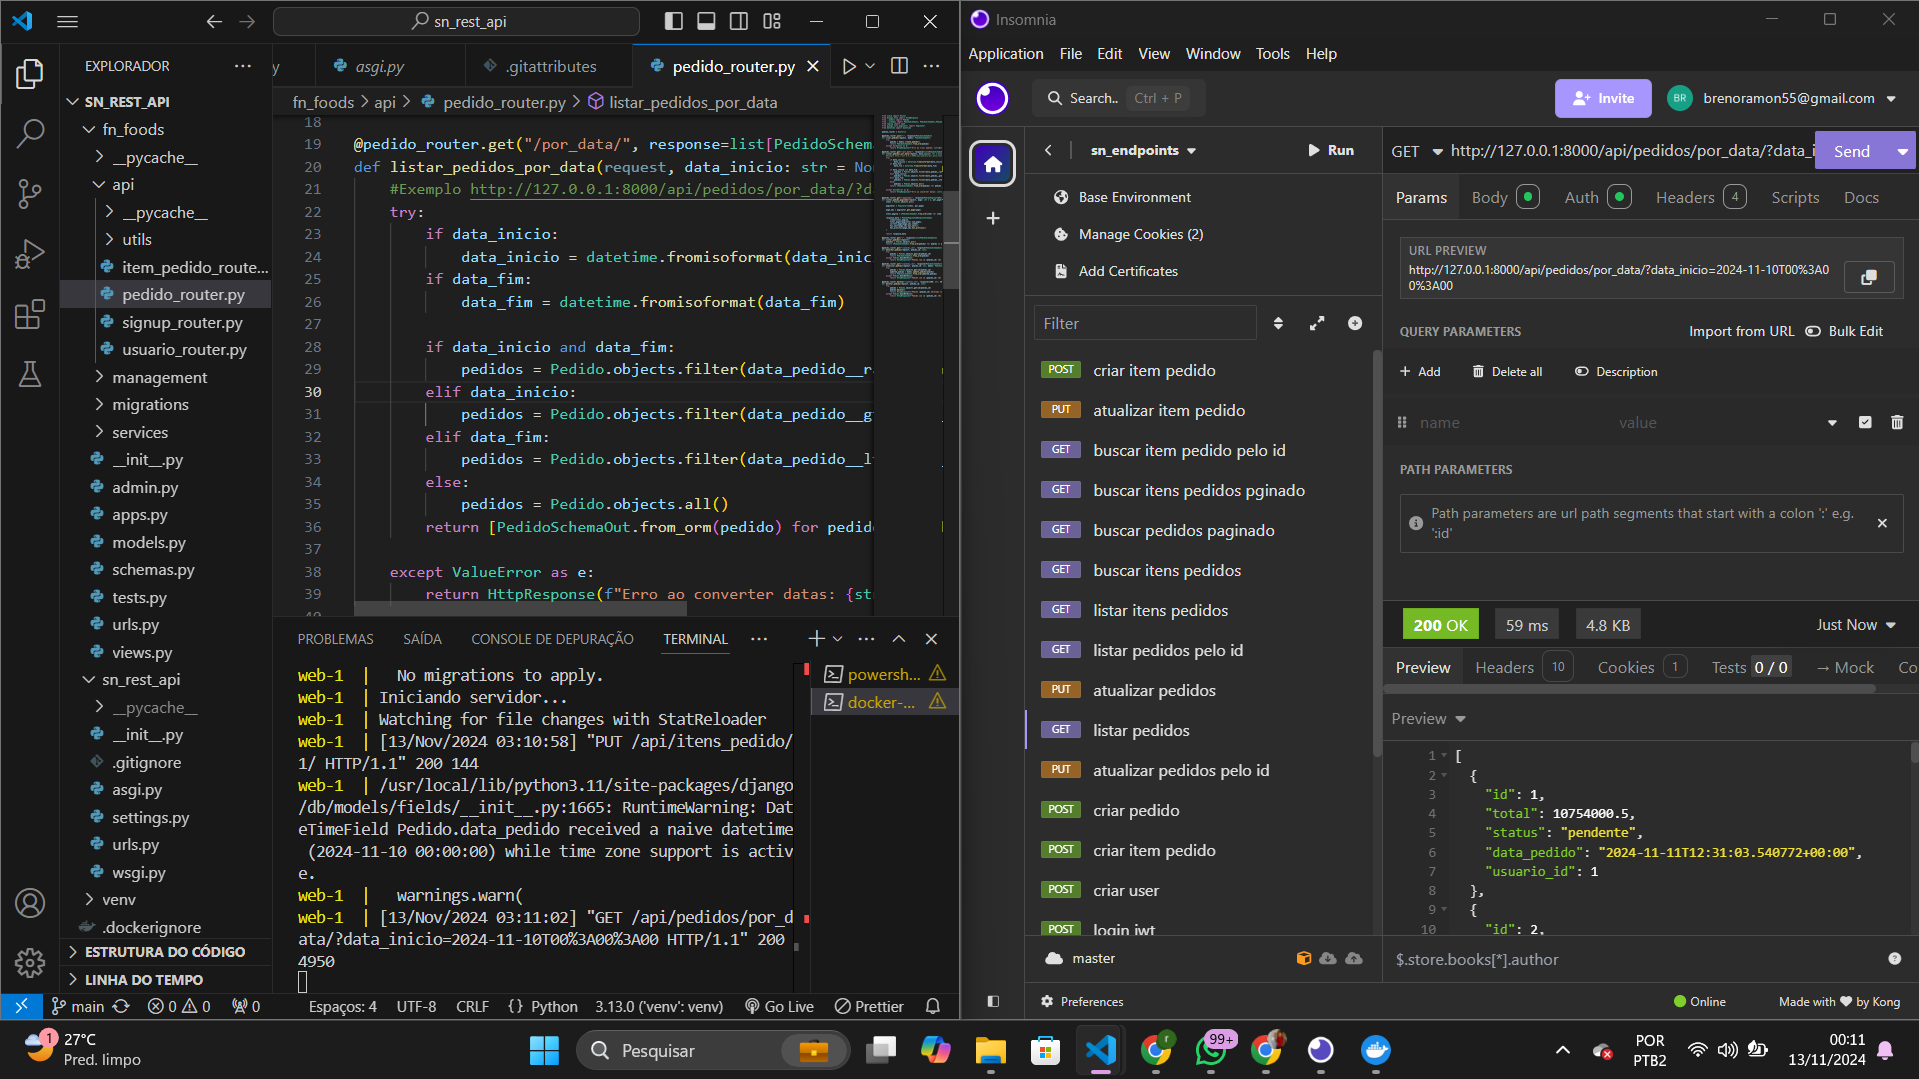 sn_rest_api
EXPLORADOR
SN_REST_API
fn_foods
__pycache__
api
__pycache__
utils
item_pedido_route...
pedido_router.py
signup_router.py
usuario_router.py
management
migrations
services
__init__.py
admin.py
apps.py
models.py
schemas.py
tests.py
urls.py
views.py
sn_rest_api
__pycache__
__init__.py
.gitignore
asgi.py
settings.py
urls.py
wsgi.py
venv
.dockerignore
ESTRUTURA DO CÓDIGO
LINHA DO TEMPO
y asgi.py .gitattributes pedido_router.py
fn_foods > api > pedido_router.py > listar_pedidos_por_data
18
19 @pedido_router.get("/por_data/", response=list[PedidoSchema
20 def listar_pedidos_por_data(request, data_inicio: str = No
21 #Exemplo http://127.0.0.1:8000/api/pedidos/por_data/?da
22 try:
23 if data_inicio:
24 data_inicio = datetime.fromisoformat(data_inic
25 if data_fim:
26 data_fim = datetime.fromisoformat(data_fim)
27
28 if data_inicio and data_fim:
29 pedidos = Pedido.objects.filter(data_pedido__r
30 elif data_inicio:
31 pedidos = Pedido.objects.filter(data_pedido__g
32 elif data_fim:
33 pedidos = Pedido.objects.filter(data_pedido__l
34 else:
35 pedidos = Pedido.objects.all()
36 return [PedidoSchemaOut.from_orm(pedido) for pedid
37
38 except ValueError as e:
39 return HttpResponse(f"Erro ao converter datas: {st
40
PROBLEMAS SAÍDA CONSOLE DE DEPURAÇÃO TERMINAL
powersh...
docker-...
web-1 | No migrations to apply.
web-1 | Iniciando servidor...
web-1 | Watching for file changes with StatReloader
web-1 | [13/Nov/2024 03:10:58] "PUT /api/itens_pedido/
1/ HTTP/1.1" 200 144
web-1 | /usr/local/lib/python3.11/site-packages/django
/db/models/fields/__init__.py:1665: RuntimeWarning: Dat
eTimeField Pedido.data_pedido received a naive datetime
(2024-11-10 00:00:00) while time zone support is activ
e.
web-1 | warnings.warn(
web-1 | [13/Nov/2024 03:11:02] "GET /api/pedidos/por_d
ata/?data_inicio=2024-11-10T00%3A00%3A00 HTTP/1.1" 200
4950
main 0 0 0 Espaços: 4 UTF-8 CRLF {} Python 3.13.0 ('venv': venv) Go Live Prettier
Insomnia
Application File Edit View Window Tools Help
Search.. Ctrl + P
Invite
BR brenoramon55@gmail.com
sn_endpoints Run
Base Environment
Manage Cookies (2)
Add Certificates
Filter
POST criar item pedido
PUT atualizar item pedido
GET buscar item pedido pelo id
GET buscar itens pedidos pginado
GET buscar pedidos paginado
GET buscar itens pedidos
GET listar itens pedidos
GET listar pedidos pelo id
PUT atualizar pedidos
GET listar pedidos
PUT atualizar pedidos pelo id
POST criar pedido
POST criar item pedido
POST criar user
POST login jwt
master
Preferences
GET http://127.0.0.1:8000/api/pedidos/por_data/?data_i Send
Params Body Auth Headers 4 Scripts Docs
URL PREVIEW
http://127.0.0.1:8000/api/pedidos/por_data/?data_inicio=2024-11-10T00%3A0
0%3A00
QUERY PARAMETERS Import from URL Bulk Edit
+ Add Delete all Description
name value
PATH PARAMETERS
Path parameters are url path segments that start with a colon ':' e.g.
':id'
200 OK 59 ms 4.8 KB Just Now
Preview Headers 10 Cookies 1 Tests 0 / 0 → Mock Co
Preview
1 [
2 {
3 "id": 1,
4 "total": 10754000.5,
5 "status": "pendente",
6 "data_pedido": "2024-11-11T12:31:03.540772+00:00",
7 "usuario_id": 1
8 },
9 {
10 "id": 2,
$.store.books[*].author
Online Made with ❤ by Kong
1
27°C
Pred. limpo
Pesquisar
r
99+
POR
PTB2
00:11
13/11/2024